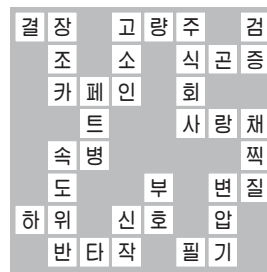 결장 고량주 검
조 소 식곤증
카페인 회
트 사랑채
속병 찍
도 부 변질
하위 신호 압
반타작 필기